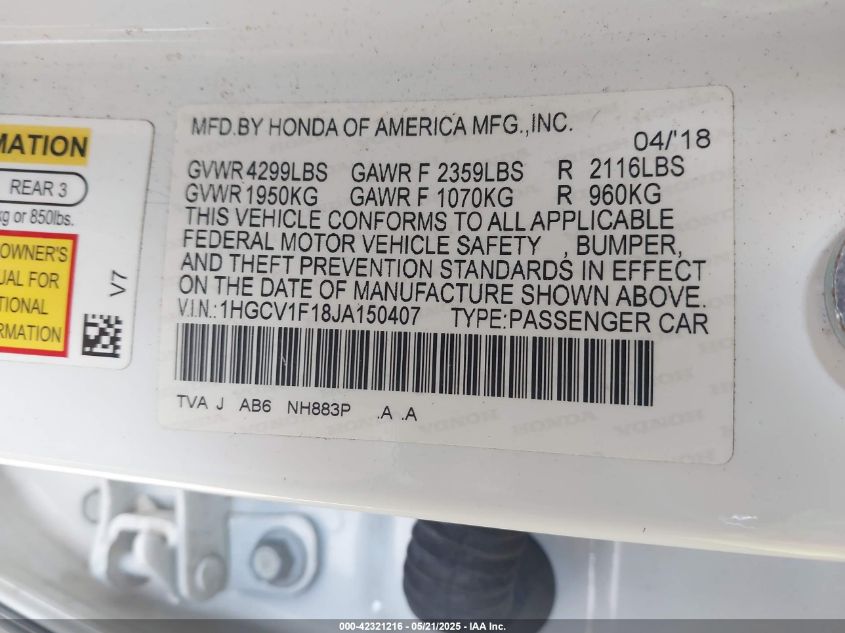 MATION
REAR 3
kg or 850lbs.
OWNER'S
UAL FOR
TIONAL
RMATION
V7
MFD.BY HONDA OF AMERICA MFG.,INC.
04/'18
GVWR 4299LBS GAWR F 2359LBS R 2116LBS
GVWR 1950KG GAWR F 1070KG R 960KG
THIS VEHICLE CONFORMS TO ALL APPLICABLE
FEDERAL MOTOR VEHICLE SAFETY , BUMPER,
AND THEFT PREVENTION STANDARDS IN EFFECT
ON THE DATE OF MANUFACTURE SHOWN ABOVE.
V.I.N.:1HGCV1F18JA150407 TYPE:PASSENGER CAR
TVA J AB6 NH883P .A .A
000-42321216 - 05/21/2025 - IAA Inc.